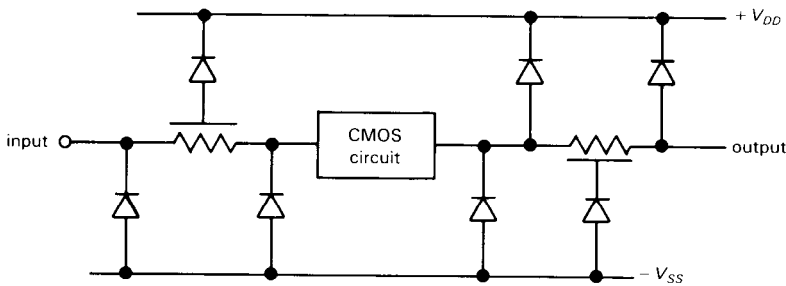 + V_DD
input
CMOS
circuit
output
− V_SS